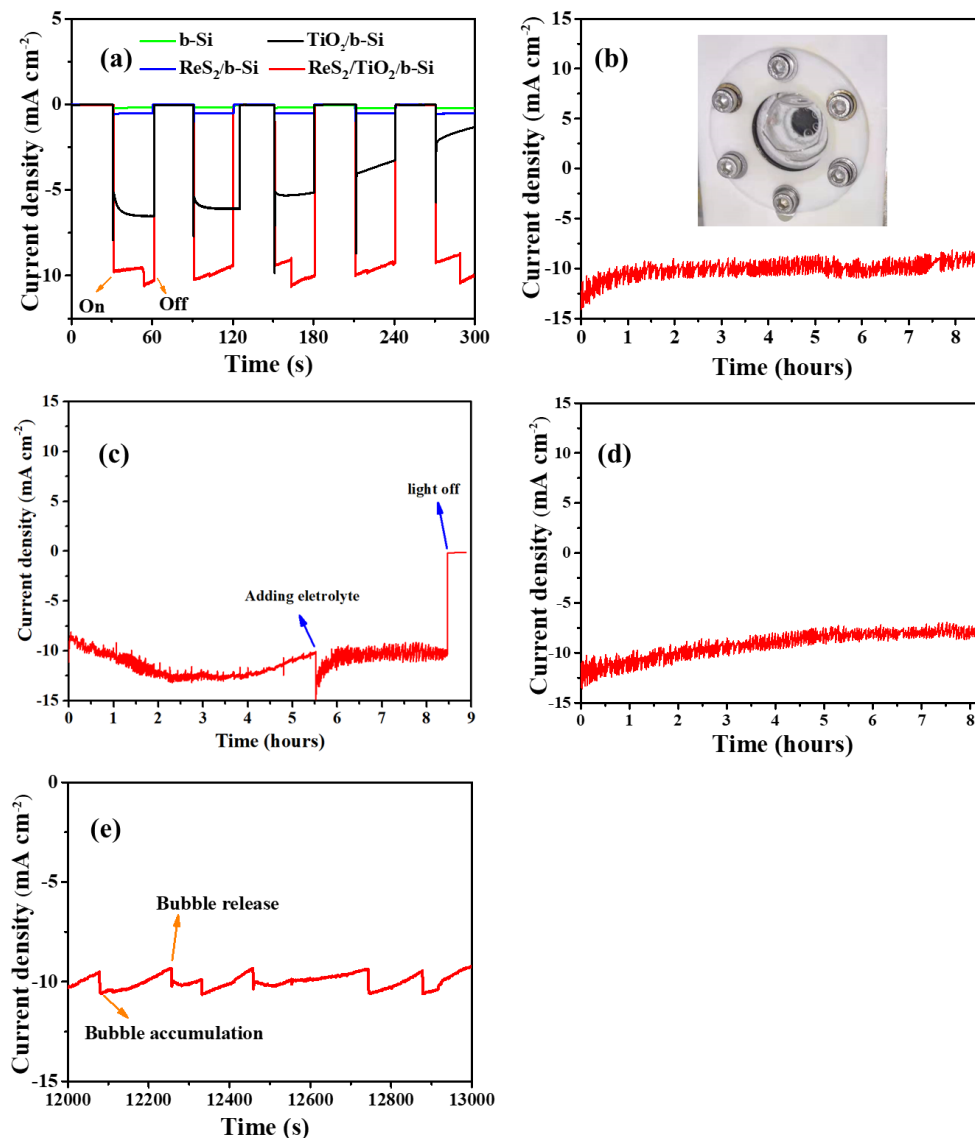 (a)
b-Si
TiO₂/b-Si
ReS₂/b-Si
ReS₂/TiO₂/b-Si
5
0
-5
10
Current density (mA cm⁻²)
On
Off
0 60 120 180 240 300
Time (s)
(b)
15
10
5
0
-5
-10
-15
Current density (mA cm⁻²)
0 1 2 3 4 5 6 7 8
Time (hours)
(c)
15
10
5
0
-5
-10
-15
Current density (mA cm⁻²)
light off
Adding eletrolyte
0 1 2 3 4 5 6 7 8 9
Time (hours)
(d)
15
10
5
0
-5
-10
-15
Current density (mA cm⁻²)
0 1 2 3 4 5 6 7 8
Time (hours)
(e)
0
-5
-10
-15
Current density (mA cm⁻²)
Bubble release
Bubble accumulation
12000 12200 12400 12600 12800 13000
Time (s)